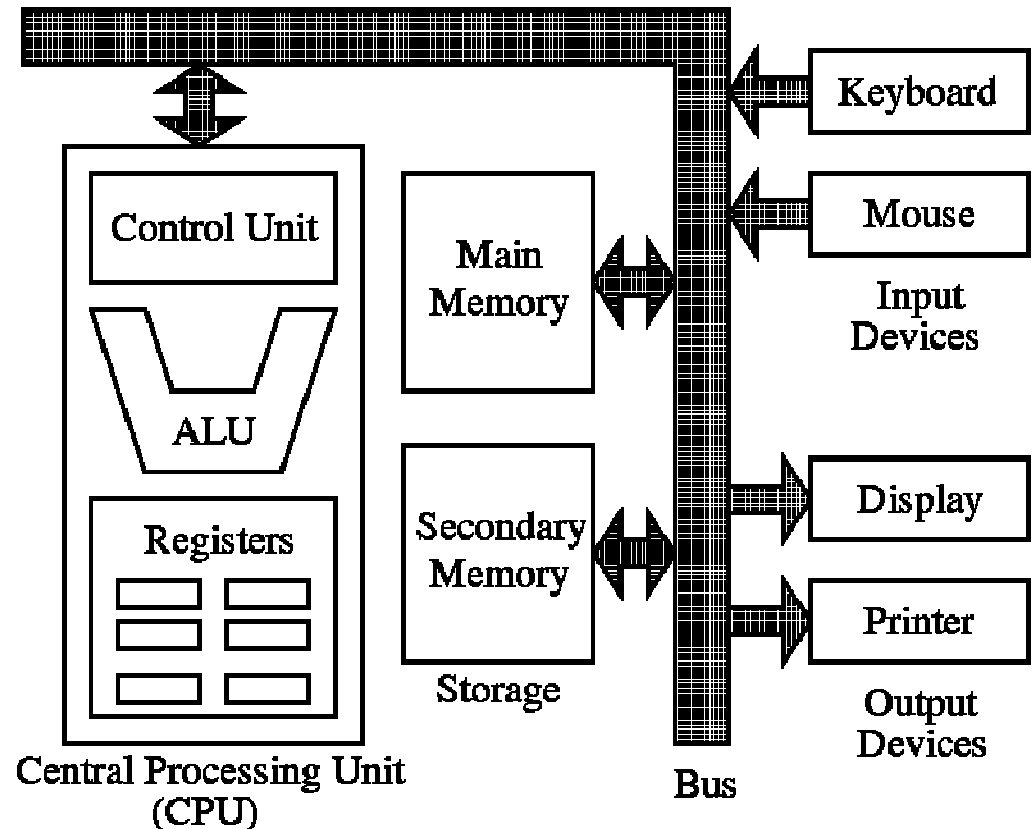 Control Unit
ALU
Registers
Central Processing Unit
(CPU)
Main
Memory
Secondary
Memory
Storage
Bus
Keyboard
Mouse
Input
Devices
Display
Printer
Output
Devices